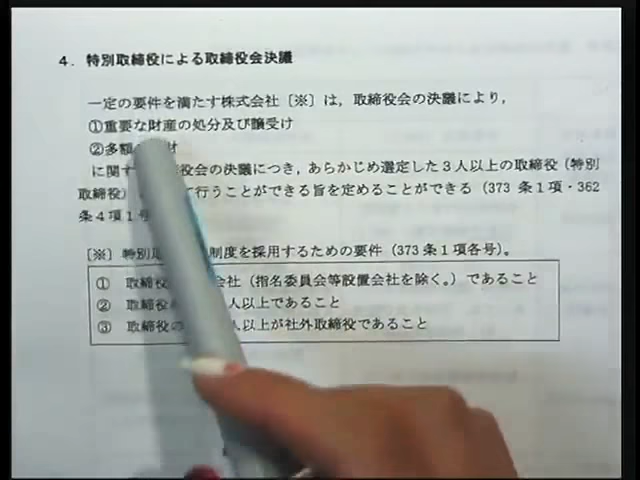 4．特別取締役による取締役会決議
一定の要件を満たす株式会社〔※〕は，取締役会の決議により，
①重要な財産の処分及び譲受け
②多額 財
に関す 役会の決議につき，あらかじめ選定した３人以上の取締役（特別
取締役） て行うことができる旨を定めることができる（373 条１項・362
条４項１号
〔※〕特別取 制度を採用するための要件（373 条１項各号）。
① 取締役 会社（指名委員会等設置会社を除く。）であること
② 取締役 人以上であること
③ 取締役の 人以上が社外取締役であること